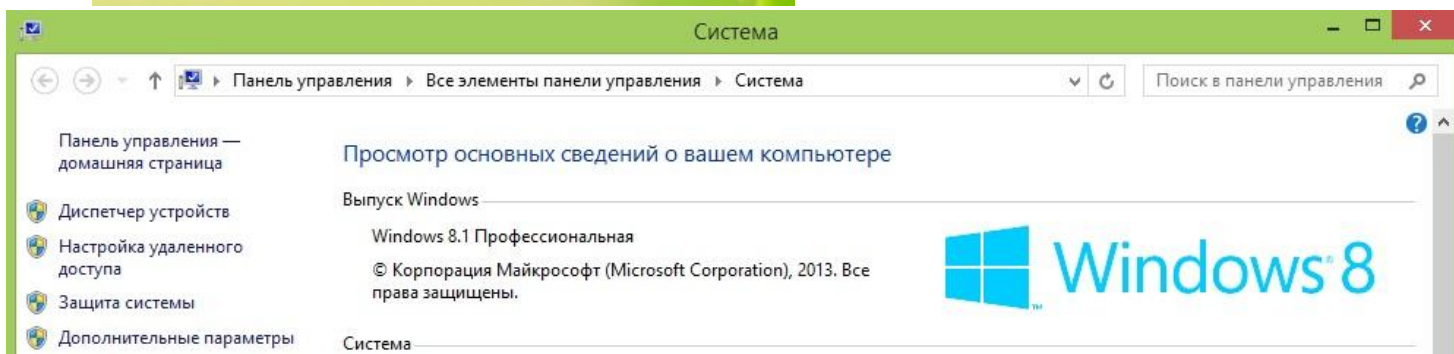 Система
Панель управления ▸ Все элементы панели управления ▸ Система
Поиск в панели управления
Панель управления —
домашняя страница
Диспетчер устройств
Настройка удаленного
доступа
Защита системы
Дополнительные параметры
Просмотр основных сведений о вашем компьютере
Выпуск Windows
Windows 8.1 Профессиональная
© Корпорация Майкрософт (Microsoft Corporation), 2013. Все
права защищены.
Windows® 8
Система